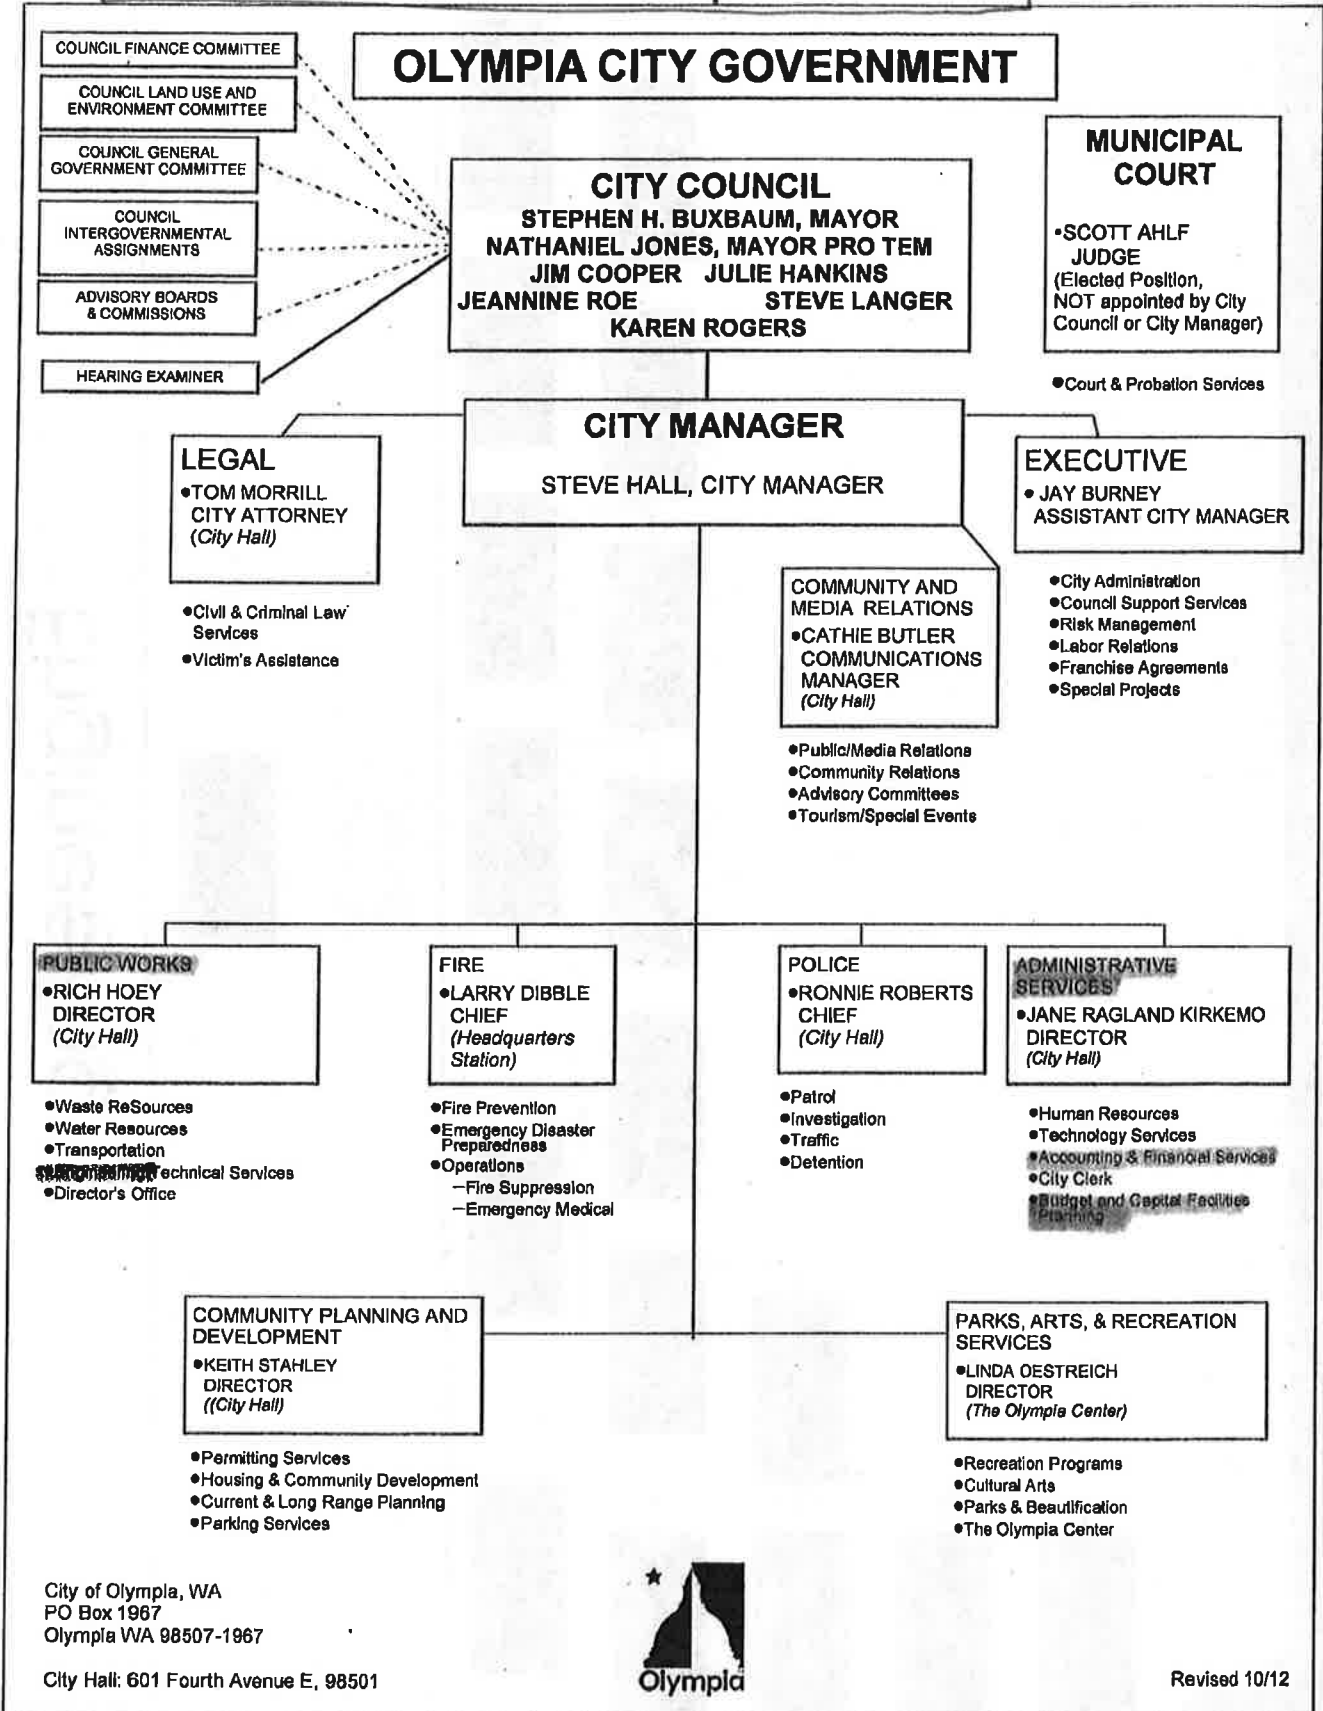 OLYMPIA CITY GOVERNMENT
COUNCIL FINANCE COMMITTEE
COUNCIL LAND USE AND
ENVIRONMENT COMMITTEE
COUNCIL GENERAL
GOVERNMENT COMMITTEE
COUNCIL
INTERGOVERNMENTAL
ASSIGNMENTS
ADVISORY BOARDS
& COMMISSIONS
HEARING EXAMINER
CITY COUNCIL
STEPHEN H. BUXBAUM, MAYOR
NATHANIEL JONES, MAYOR PRO TEM
JIM COOPER JULIE HANKINS
JEANNINE ROE STEVE LANGER
KAREN ROGERS
MUNICIPAL
COURT
•SCOTT AHLF
JUDGE
(Elected Position,
NOT appointed by City
Council or City Manager)
●Court & Probation Services
CITY MANAGER
STEVE HALL, CITY MANAGER
LEGAL
●TOM MORRILL
CITY ATTORNEY
(City Hall)
●Civil & Criminal Law
Services
●Victim's Assistance
EXECUTIVE
● JAY BURNEY
ASSISTANT CITY MANAGER
●City Administration
●Council Support Services
●Risk Management
●Labor Relations
●Franchise Agreements
●Special Projects
COMMUNITY AND
MEDIA RELATIONS
●CATHIE BUTLER
COMMUNICATIONS
MANAGER
(City Hall)
●Public/Media Relations
●Community Relations
●Advisory Committees
●Tourism/Special Events
PUBLIC WORKS
●RICH HOEY
DIRECTOR
(City Hall)
●Waste ReSources
●Water Resources
●Transportation
Technical Services
●Director's Office
FIRE
●LARRY DIBBLE
CHIEF
(Headquarters
Station)
●Fire Prevention
●Emergency Disaster
Preparedness
●Operations
–Fire Suppression
–Emergency Medical
POLICE
●RONNIE ROBERTS
CHIEF
(City Hall)
●Patrol
●Investigation
●Traffic
●Detention
ADMINISTRATIVE
SERVICES
●JANE RAGLAND KIRKEMO
DIRECTOR
(City Hall)
●Human Resources
●Technology Services
●Accounting & Financial Services
●City Clerk
●Budget and Capital Facilities
Planning
COMMUNITY PLANNING AND
DEVELOPMENT
●KEITH STAHLEY
DIRECTOR
((City Hall)
●Permitting Services
●Housing & Community Development
●Current & Long Range Planning
●Parking Services
PARKS, ARTS, & RECREATION
SERVICES
●LINDA OESTREICH
DIRECTOR
(The Olympia Center)
●Recreation Programs
●Cultural Arts
●Parks & Beautification
●The Olympia Center
City of Olympia, WA
PO Box 1967
Olympia WA 98507-1967
City Hall: 601 Fourth Avenue E, 98501
Olympia
Revised 10/12